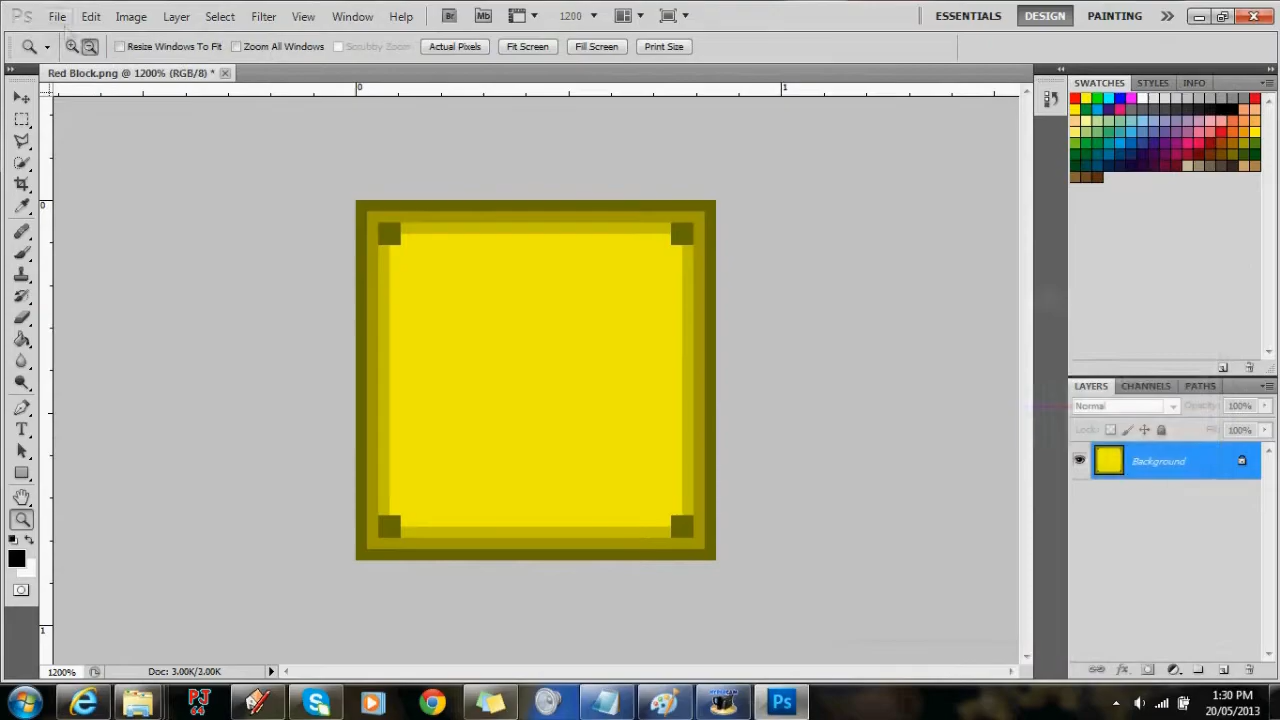 Ps File Edit Image Layer Select Filter View Window Help Br Mb 1200 ESSENTIALS DESIGN PAINTING
Resize Windows To Fit Zoom All Windows Scrubby Zoom Actual Pixels Fit Screen Fill Screen Print Size
Red Block.png @ 1200% (RGB/8) *
SWATCHES STYLES INFO
0 1
0
1
LAYERS CHANNELS PATHS
Normal Opacity: 100%
Lock: Fill: 100%
Background
1200% Doc: 3.00K/2.00K
PJ
64
Ps
1:30 PM
20/05/2013